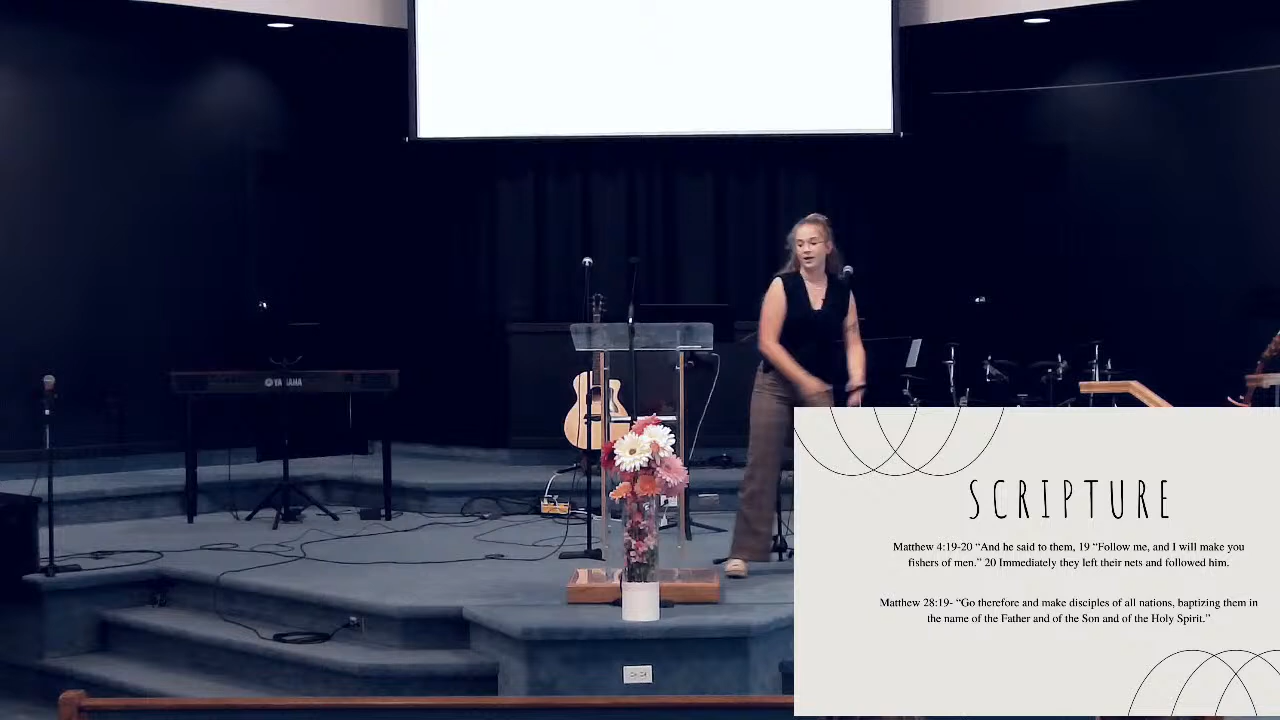 YAMAHA
SCRIPTURE
Matthew 4:19-20 “And he said to them, 19 “Follow me, and I will make you
fishers of men.” 20 Immediately they left their nets and followed him.
Matthew 28:19- “Go therefore and make disciples of all nations, baptizing them in
the name of the Father and of the Son and of the Holy Spirit.”